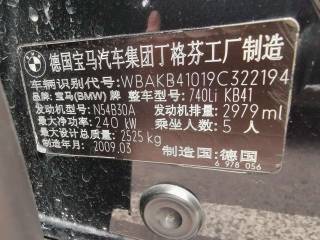 德国宝马汽车集团丁格芬工厂制造
车辆识别代号:WBAKB41019C322194
品牌:宝马(BMW)牌 整车型号:740Li KB41
发动机型号:N54B30A 发动机排量:2979 ml
最大净功率:240 kW 乘坐人数:5 人
最大设计总质量:2525 kg
制造年月:2009.03 制造国:德国
6 978 056